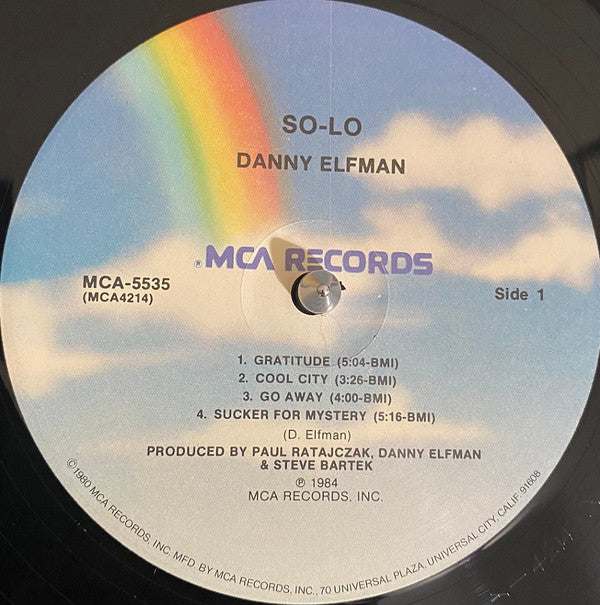 SO-LO
DANNY ELFMAN
® MCA RECORDS
MCA-5535
(MCA4214)
Side 1
1. GRATITUDE (5:04-BMI)
2. COOL CITY (3:26-BMI)
3. GO AWAY (4:00-BMI)
4. SUCKER FOR MYSTERY (5:16-BMI)
(D. Elfman)
PRODUCED BY PAUL RATAJCZAK, DANNY ELFMAN
& STEVE BARTEK
℗ 1984
MCA RECORDS, INC.
© 1980 MCA RECORDS, INC. MFD. BY MCA RECORDS, INC., 70 UNIVERSAL PLAZA, UNIVERSAL CITY, CALIF. 91608